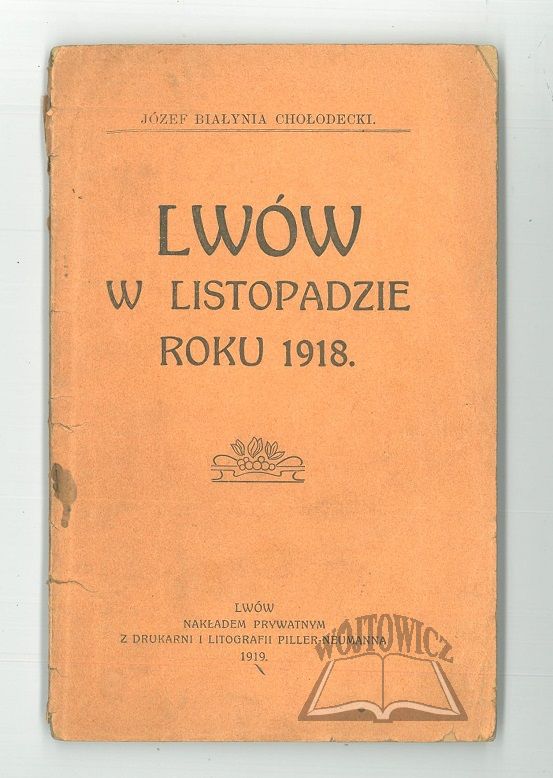 JÓZEF BIAŁYNIA CHOŁODECKI.
LWÓW
W LISTOPADZIE
ROKU 1918.
LWÓW
NAKŁADEM PRYWATNYM
Z DRUKARNI I LITOGRAFII PILLER-NEUMANNA
1919.
WÓJTOWICZ